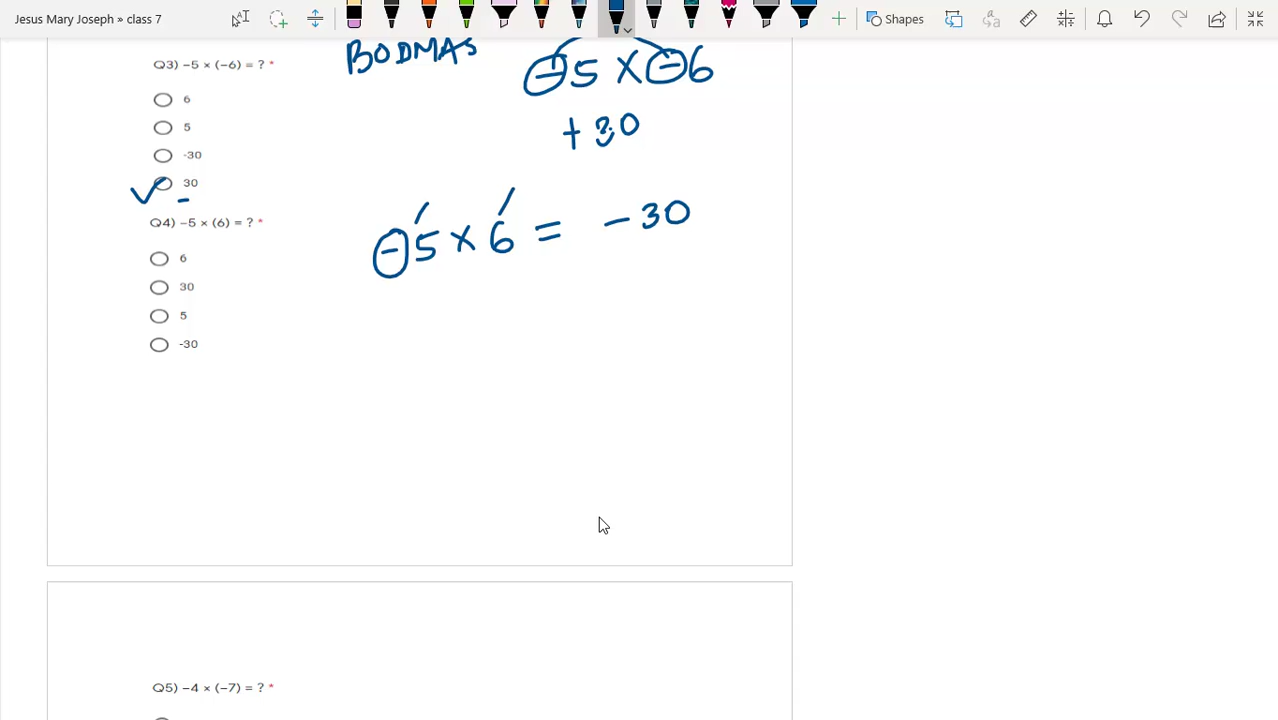 Jesus Mary Joseph » class 7
Shapes
BODMAS
Q3) −5 × (−6) = ? *
−5 × −6
6
5
+30
-30
30
Q4) −5 × (6) = ? *
−5 × 6 = −30
6
30
5
-30
Q5) −4 × (−7) = ? *